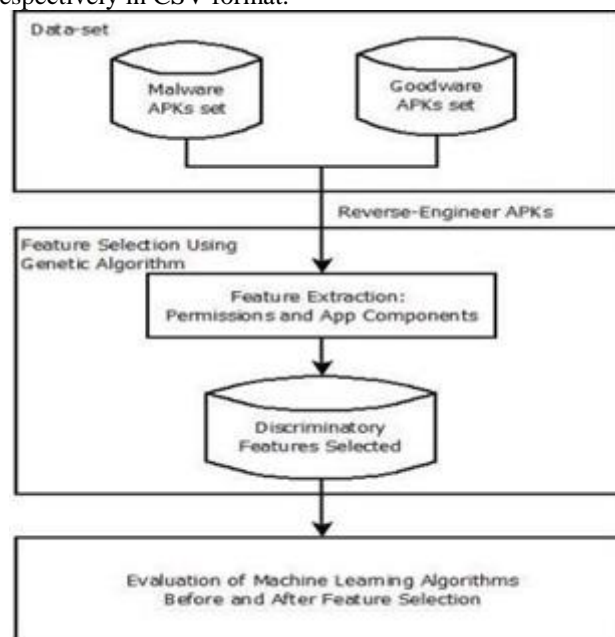 respectively in CSV format.
Data-set
Malware
APKs set
Goodware
APKs set
Reverse-Engineer APKs
Feature Selection Using
Genetic Algorithm
Feature Extraction:
Permissions and App Components
Discriminatory
Features Selected
Evaluation of Machine Learning Algorithms
Before and After Feature Selection